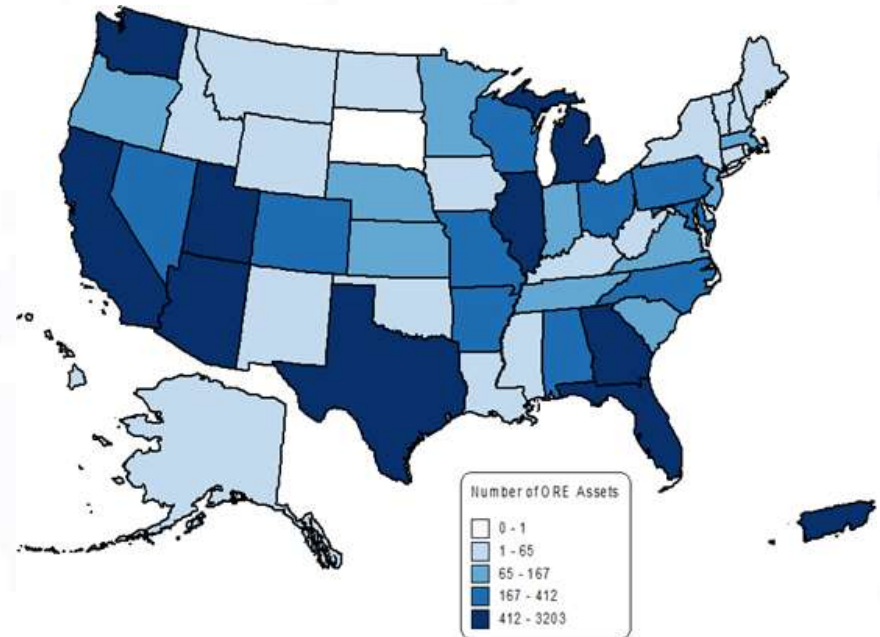 Number of ORE Assets
0 - 1
1 - 65
65 - 167
167 - 412
412 - 3203